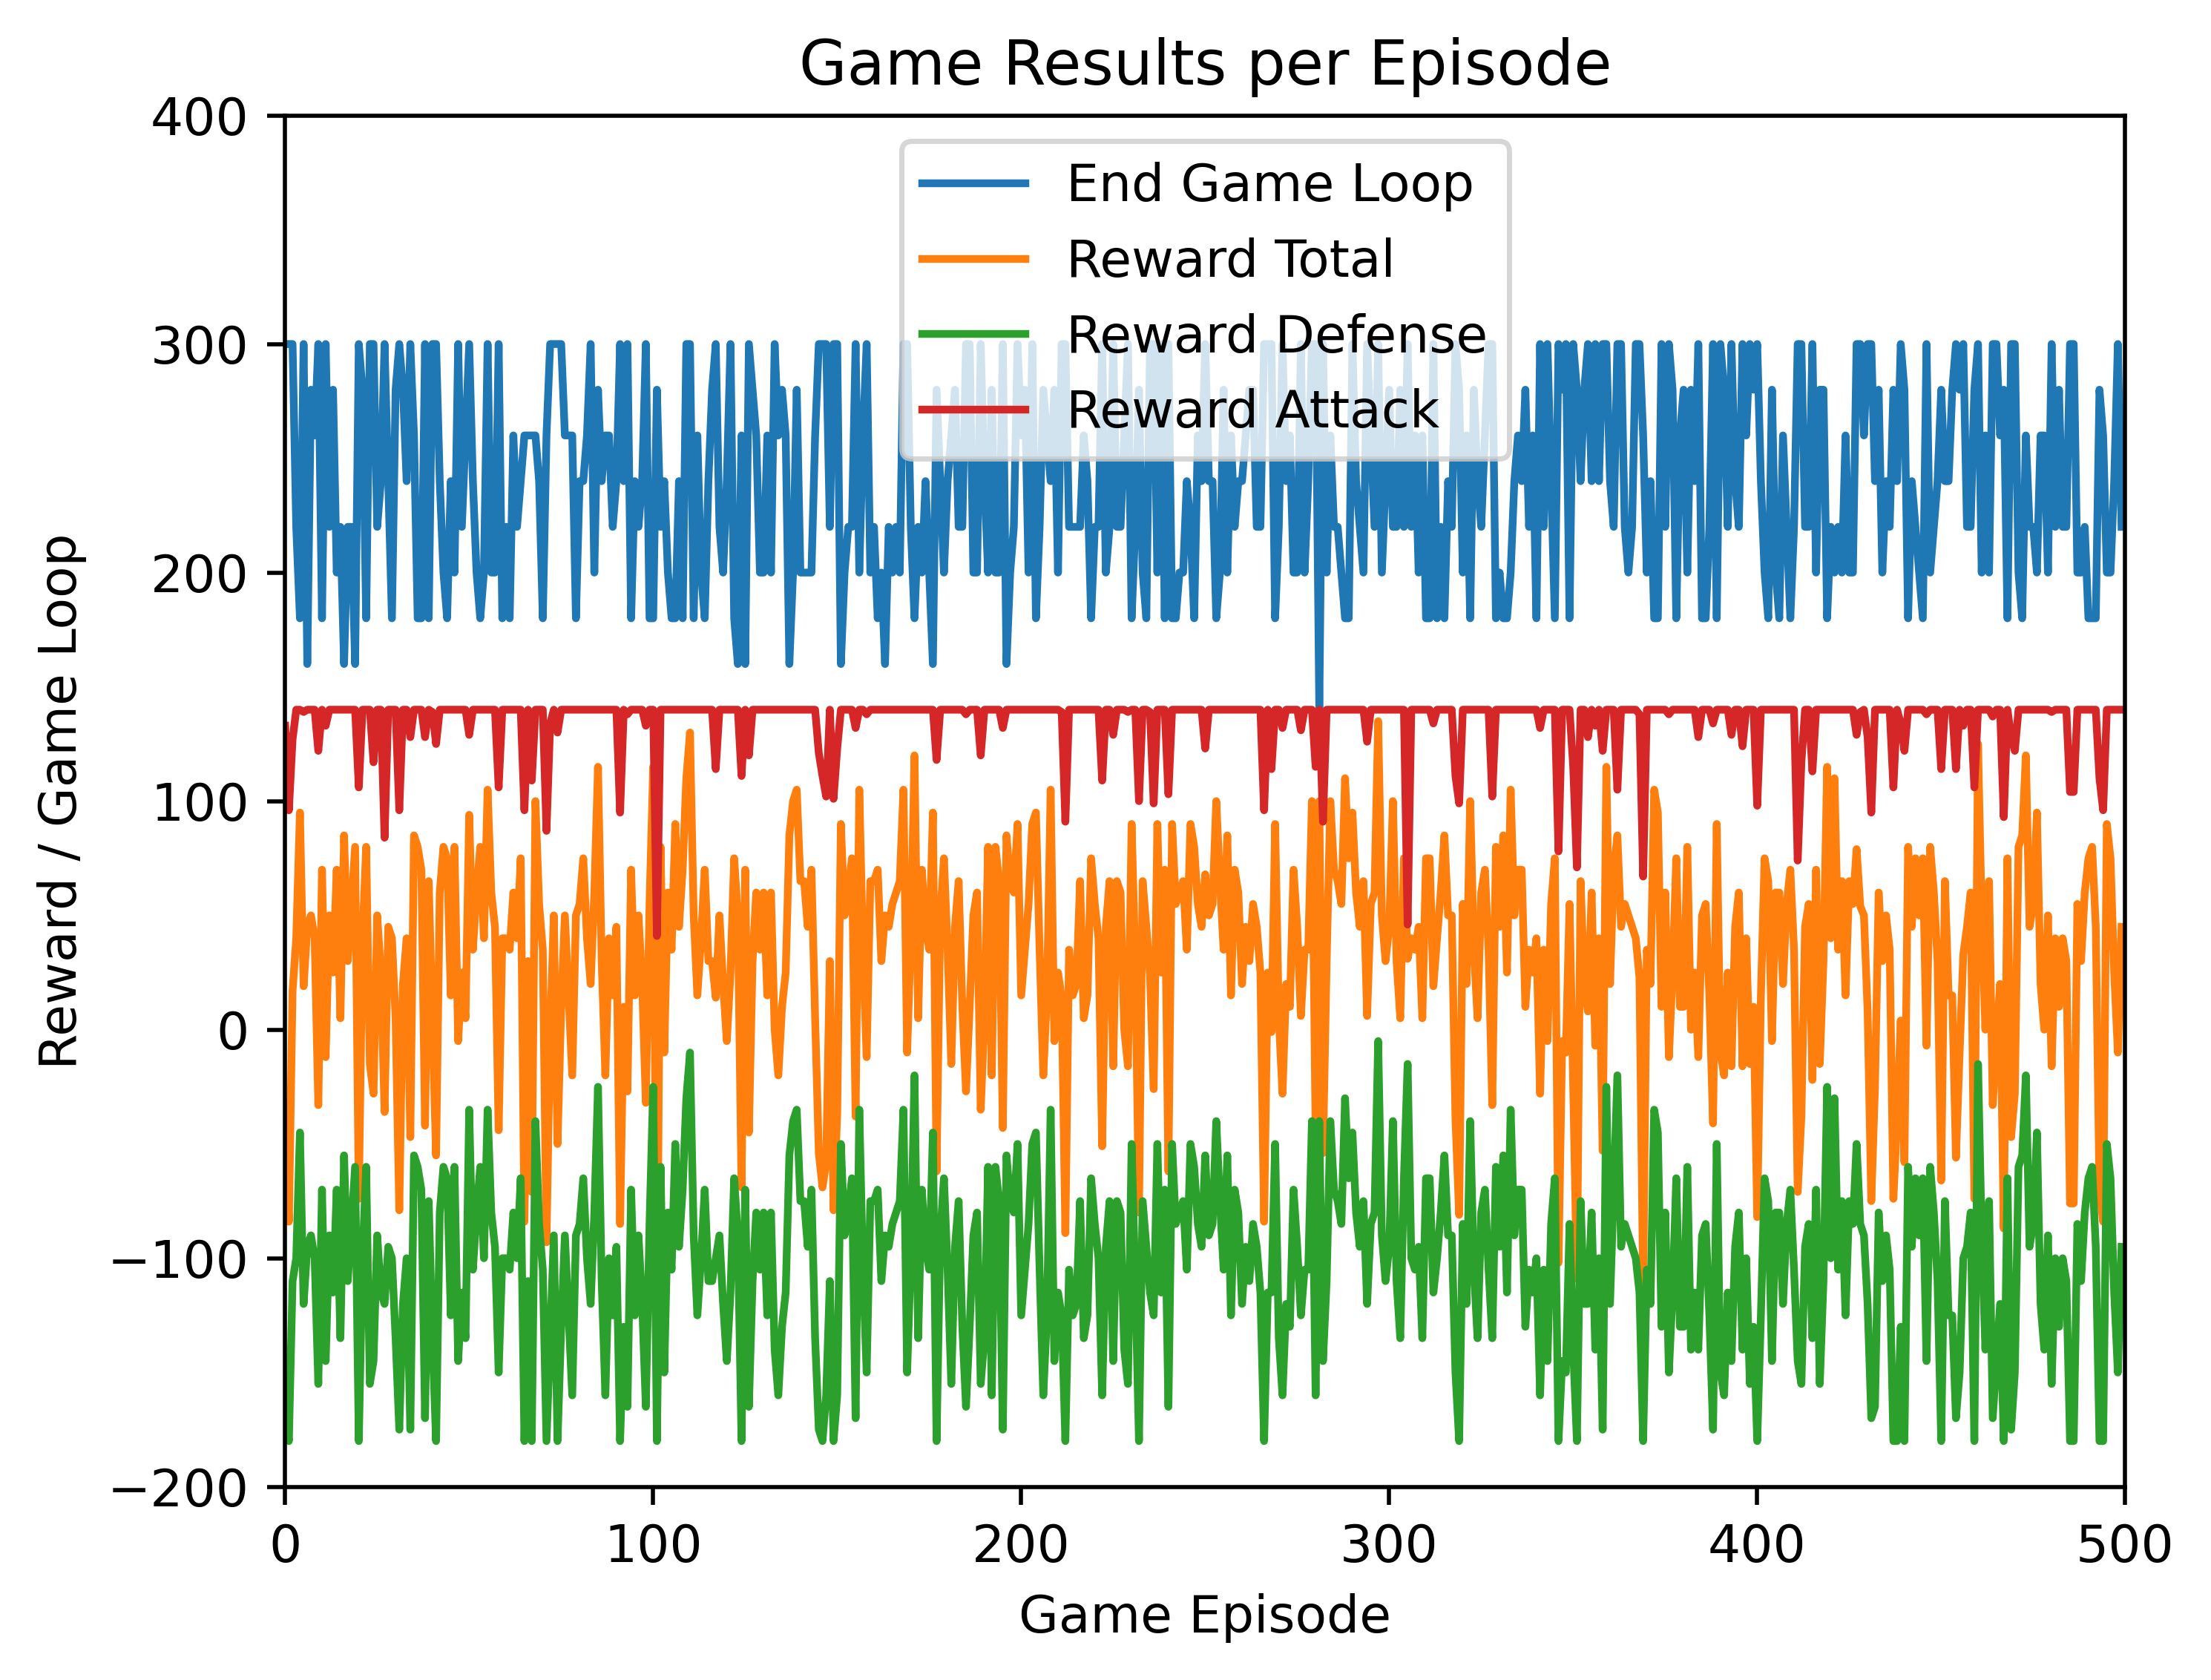 Game Results per Episode
400
300
200
100
0
−100
−200
Reward / Game Loop
End Game Loop
Reward Total
Reward Defense
Reward Attack
0 100 200 300 400 500
Game Episode